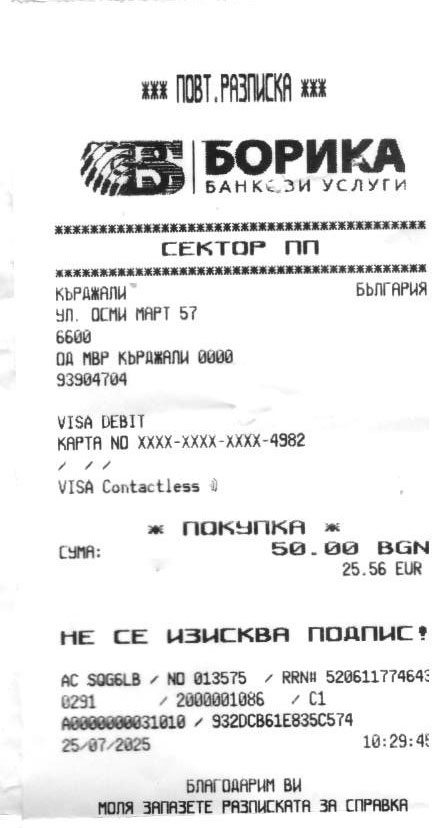 *** ПОВТ.РАЗПИСКА ***
БОРИКА
БАНКОВИ УСЛУГИ
****************************************
СЕКТОР ПП
****************************************
КЪРДЖАЛИ БЪЛГАРИЯ
УЛ. ОСМИ МАРТ 57
6600
ОД МВР КЪРДЖАЛИ 0000
93904704
VISA DEBIT
КАРТА NO XXXX-XXXX-XXXX-4982
/ / /
VISA Contactless
* ПОКУПКА *
СУМА: 50.00 BGN
25.56 EUR
НЕ СЕ ИЗИСКВА ПОДПИС!
AC SQG6LB / NO 013575 / RRN# 520611774643
0291 / 2000001086 / C1
A0000000031010 / 932DCB61E835C574
25/07/2025 10:29:45
БЛАГОДАРИМ ВИ
МОЛЯ ЗАПАЗЕТЕ РАЗПИСКАТА ЗА СПРАВКА